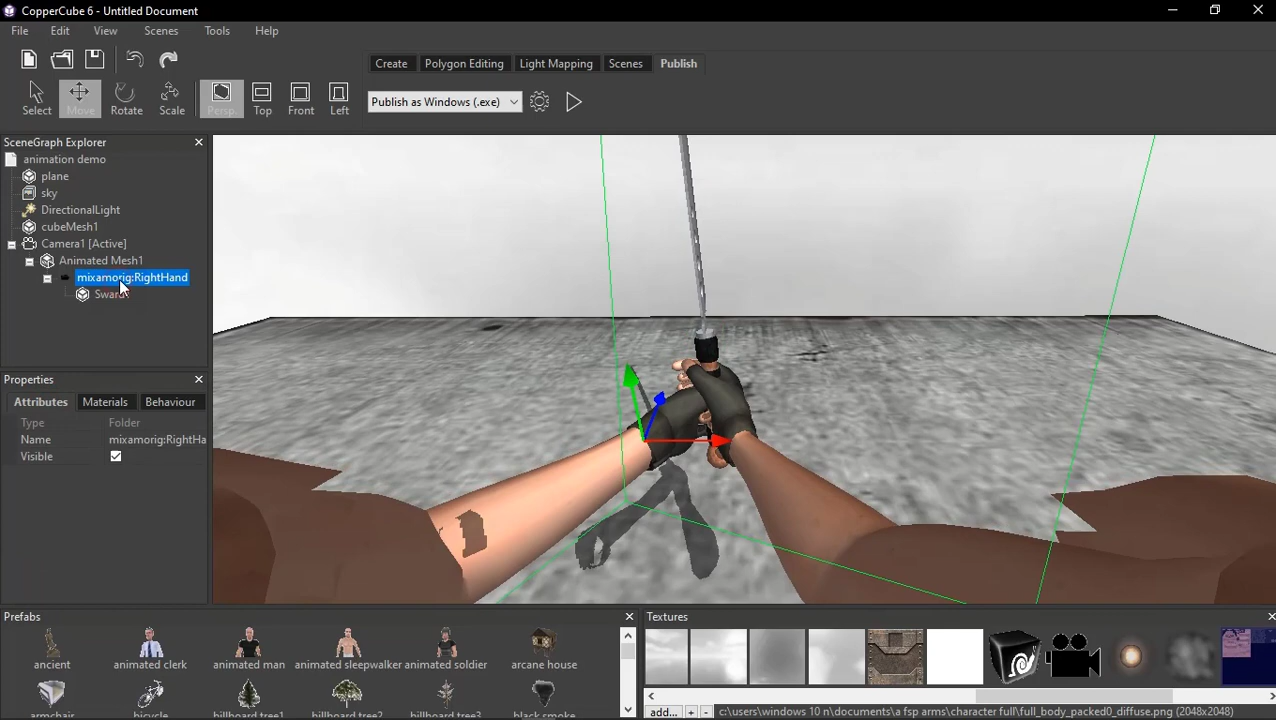 CopperCube 6 - Untitled Document
File Edit View Scenes Tools Help
Create Polygon Editing Light Mapping Scenes Publish
Select Move Rotate Scale Persp. Top Front Left
Publish as Windows (.exe)
SceneGraph Explorer
animation demo
plane
sky
DirectionalLight
cubeMesh1
Camera1 [Active]
Animated Mesh1
mixamorig:RightHand
Properties
Attributes Materials Behaviour
Type Folder
Name mixamorig:RightHa
Visible
Prefabs
Textures
ancient animated clerk animated man animated sleepwalker animated soldier arcane house
armchair bicycle billboard tree1 billboard tree2 billboard tree3 black smoke
add... + - c:\users\windows 10 n\documents\a fsp arms\character full\full_body_packed0_diffuse.png (2048x2048)